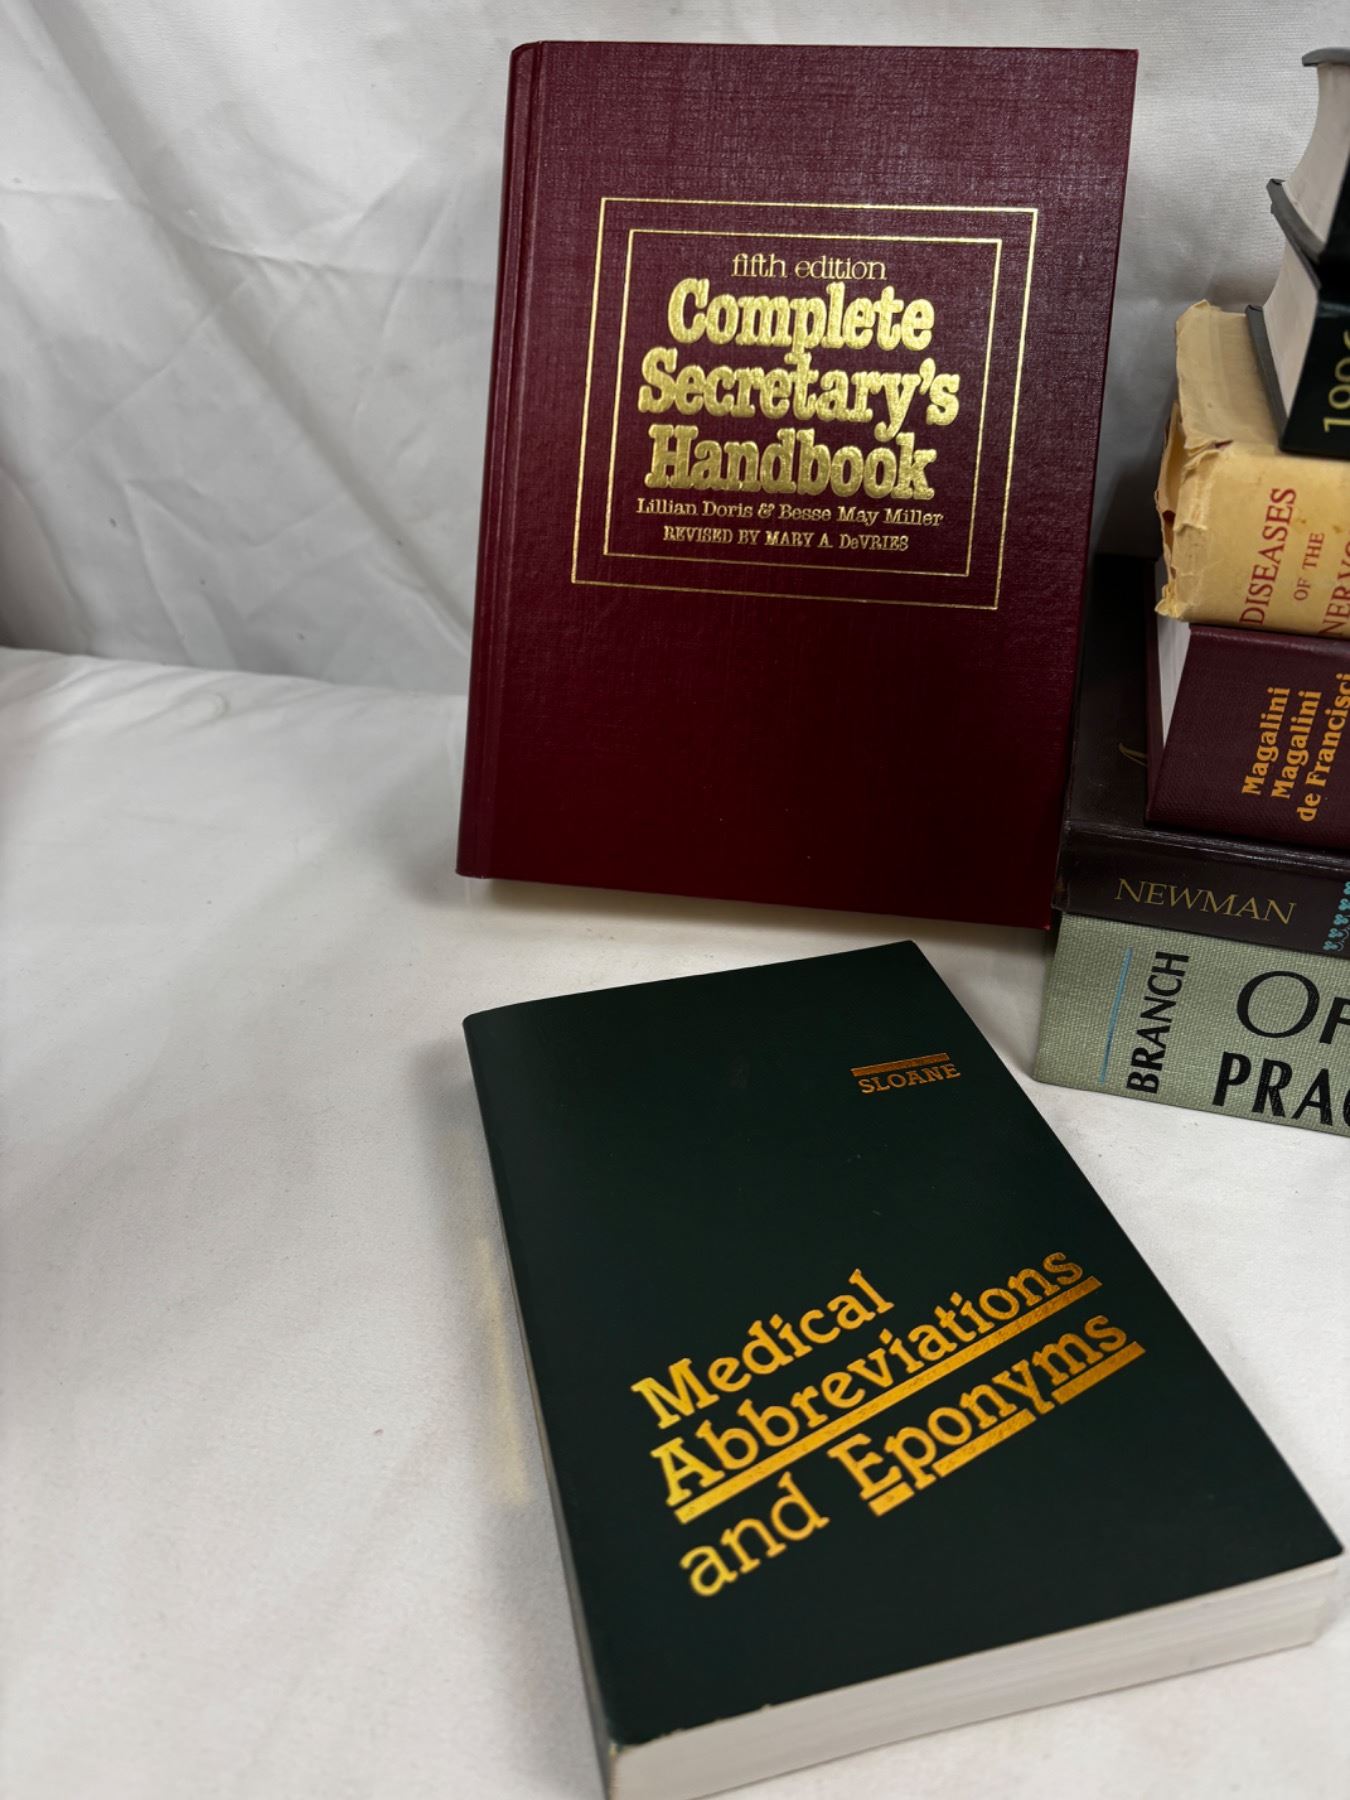 fifth edition
Complete
Secretary's
Handbook
Lillian Doris & Besse May Miller
REVISED BY MARY A. DeVRIES
DISEASES
OF THE
Magalini
Magalini
de Francisci
NEWMAN
BRANCH
SLOANE
Medical
Abbreviations
and Eponyms